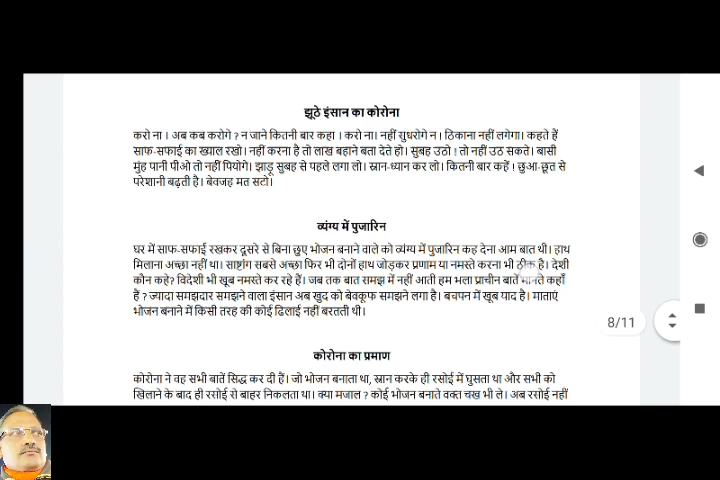 झूठे इंसान का कोरोना
करो ना । अब कब करोगे ? न जाने कितनी बार कहा । करो ना। नहीं सुधरोगे न ! ठिकाना नहीं लगेगा। कहते हैं
साफ-सफाई का ख्याल रखो। नहीं करना है तो लाख बहाने बता देते हो। सुबह उठो ! तो नहीं उठ सकते। बासी
मुंह पानी पीओ तो नहीं पियोगे। झाड़ू सुबह से पहले लगा लो। स्नान-ध्यान कर लो। कितनी बार कहें ! छुआ-छूत से
परेशानी बढ़ती है। बेवजह मत सटो।
व्यंग्य में पुजारिन
घर में साफ-सफाई रखकर दूसरे से बिना छुए भोजन बनाने वाले को व्यंग्य में पुजारिन कह देना आम बात थी। हाथ
मिलाना अच्छा नहीं था। साष्टांग सबसे अच्छा फिर भी दोनों हाथ जोड़कर प्रणाम या नमस्ते करना भी ठीक है। देशी
कौन कहे? विदेशी भी खूब नमस्ते कर रहे हैं। जब तक बात समझ में नहीं आती हम भला प्राचीन बातें मानते कहाँ
हैं ? ज्यादा समझदार समझने वाला इंसान अब खुद को बेवकूफ समझने लगा है। बचपन में खूब याद है। माताएं
भोजन बनाने में किसी तरह की कोई ढिलाई नहीं बरतती थी।
8/11
कोरोना का प्रमाण
कोरोना ने वह सभी बातें सिद्ध कर दी हैं। जो भोजन बनाता था, स्नान करके ही रसोई में घुसता था और सभी को
खिलाने के बाद ही रसोई से बाहर निकलता था। क्या मजाल ? कोई भोजन बनाते वक्त चख भी ले। अब रसोई नहीं